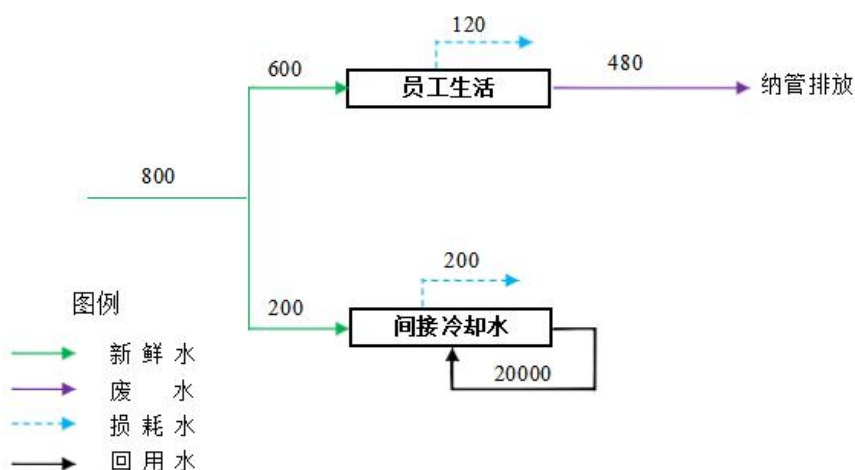 120
600
员工生活
480
纳管排放
800
200
图例
200
间接冷却水
20000
新鲜水
废 水
损耗水
回用水